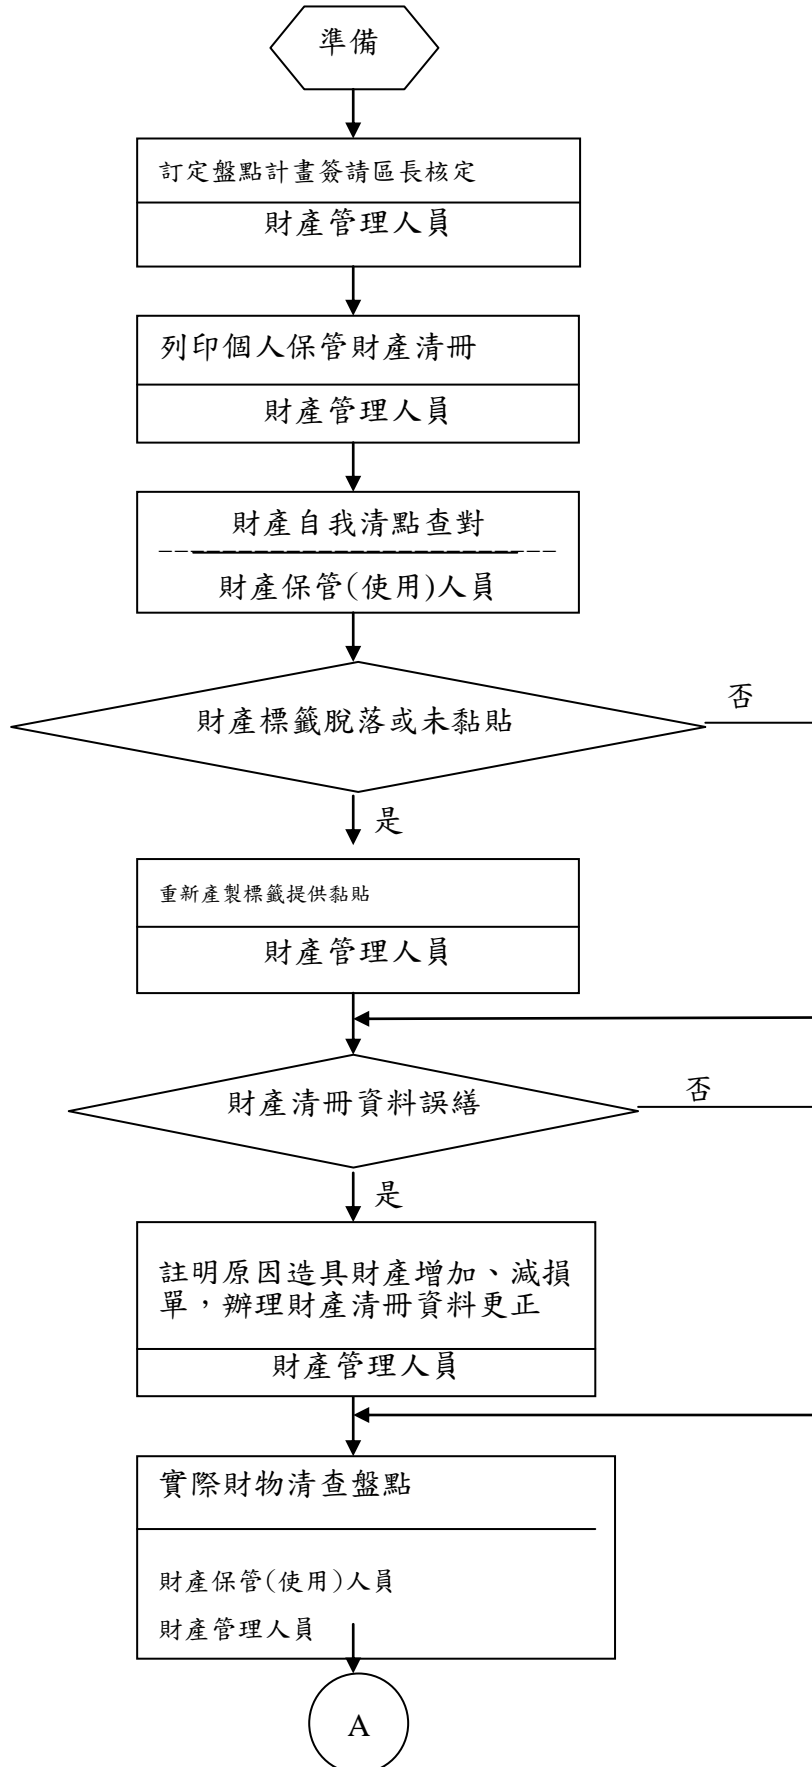 準備
訂定盤點計畫簽請區長核定
財產管理人員
列印個人保管財產清冊
財產管理人員
財產自我清點查對
財產保管(使用)人員
財產標籤脫落或未黏貼
否
是
重新產製標籤提供黏貼
財產管理人員
財產清冊資料誤繕
否
是
註明原因造具財產增加、減損
單，辦理財產清冊資料更正
財產管理人員
實際財物清查盤點
財產保管(使用)人員
財產管理人員
A